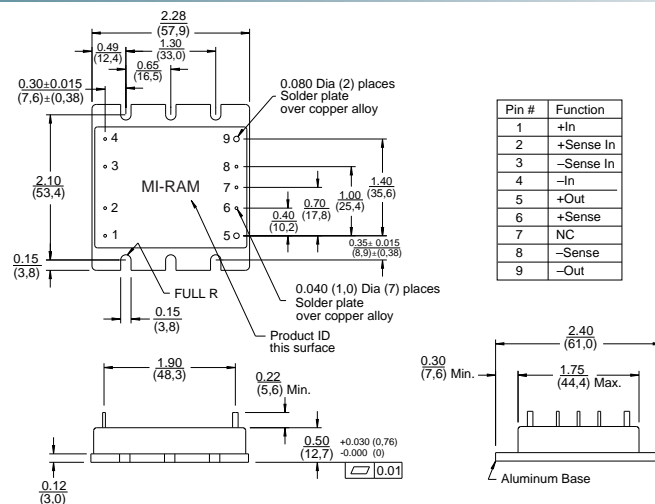 2.28
(57,9)
0.49
(12,4)
1.30
(33,0)
0.65
(16,5)
0.30±0.015
(7,6)±(0,38)
0.080 Dia (2) places
Solder plate
over copper alloy
4
3
2
1
MI-RAM
9
8
7
6
5
2.10
(53,4)
0.40
(10,2)
0.70
(17,8)
1.00
(25,4)
1.40
(35,6)
0.35± 0.015
(8,9)±(0,38)
0.15
(3,8)
FULL R
0.15
(3,8)
0.040 (1,0) Dia (7) places
Solder plate
over copper alloy
Product ID
this surface
Pin # Function
1 +In
2 +Sense In
3 –Sense In
4 –In
5 +Out
6 +Sense
7 NC
8 –Sense
9 –Out
1.90
(48,3)
0.22
(5,6) Min.
0.50
(12,7)
+0.030 (0,76)
-0.000 (0)
0.01
0.12
(3,0)
2.40
(61,0)
0.30
(7,6) Min.
1.75
(44,4) Max.
Aluminum Base